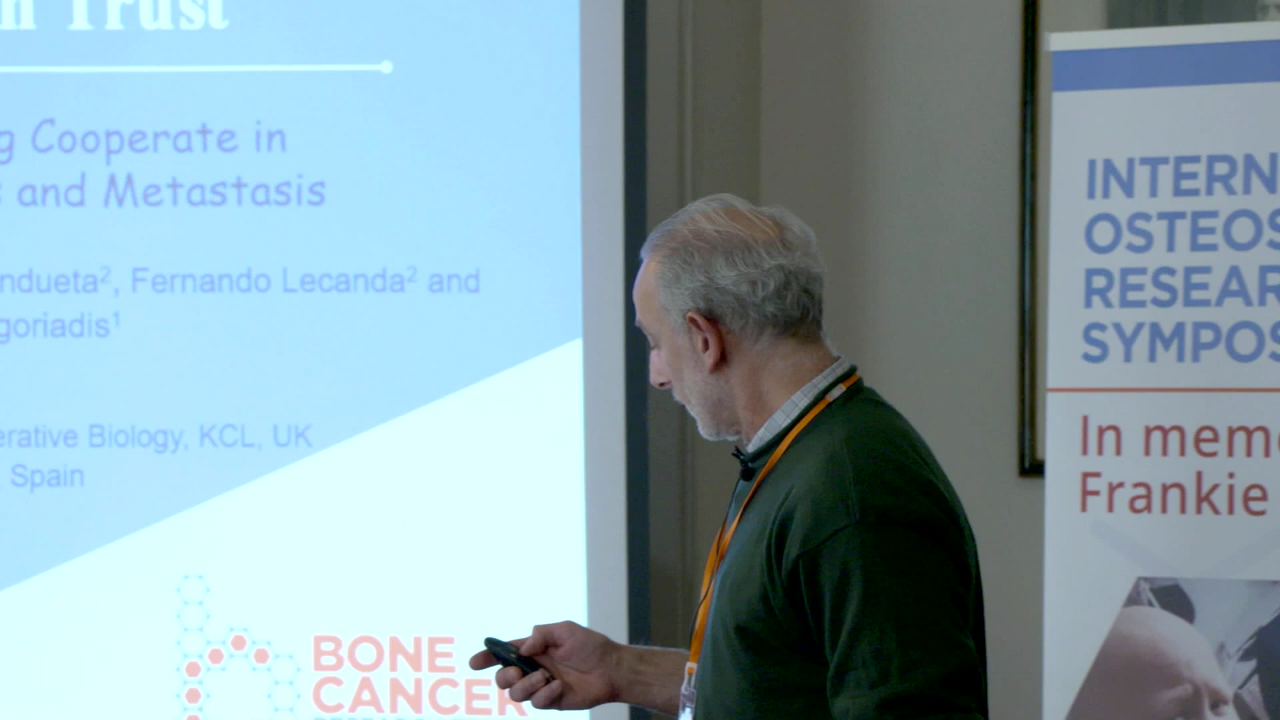 Trust
g Cooperate in
s and Metastasis
ndueta², Fernando Lecanda² and
goriadis¹
erative Biology, KCL, UK
Spain
BONE
CANCER
INTERN
OSTEOS
RESEAR
SYMPOS
In mem
Frankie